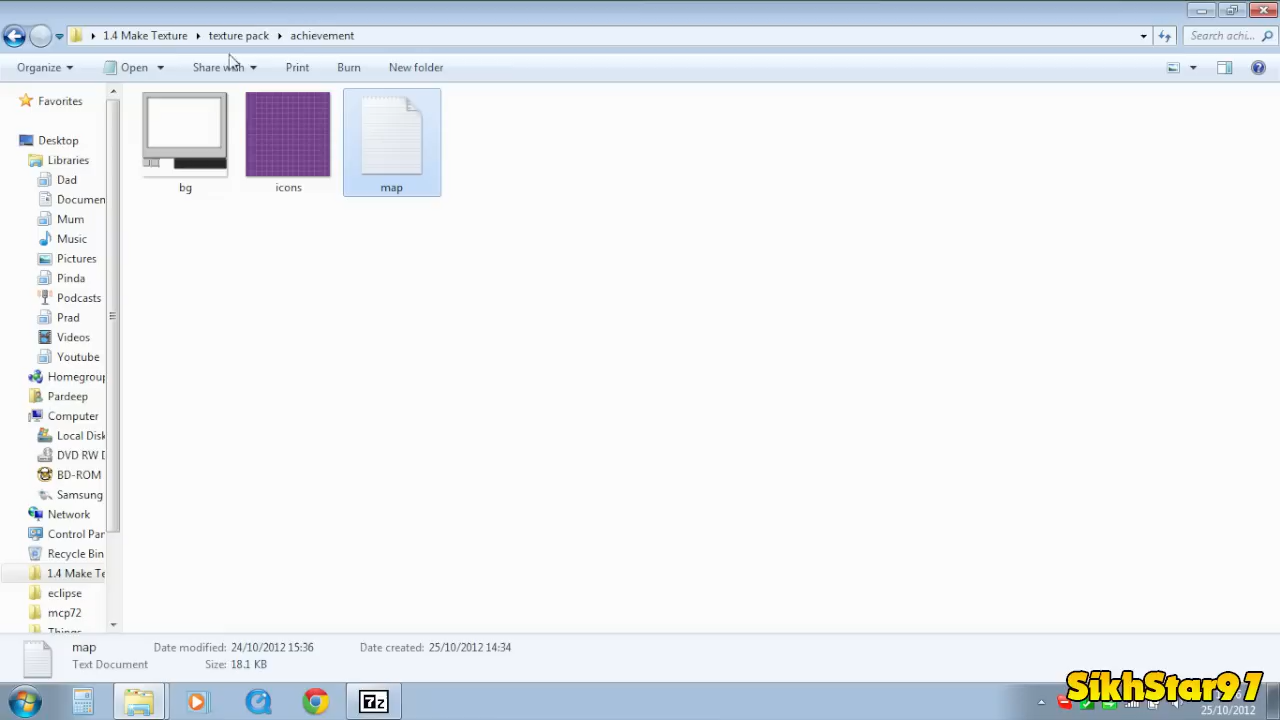 1.4 Make Texture texture pack achievement
Search achi...
Organize Open Share with Print Burn New folder
bg icons map
Favorites
Desktop
Libraries
Dad
Documen
Mum
Music
Pictures
Pinda
Podcasts
Prad
Videos
Youtube
Homegroup
Pardeep
Computer
Local Disk
DVD RW D
BD-ROM
Samsung
Network
Control Pan
Recycle Bin
1.4 Make Te
eclipse
mcp72
Things
map Date modified: 24/10/2012 15:36 Date created: 25/10/2012 14:34
Text Document Size: 18.1 KB
7z
SikhStar97
25/10/2012